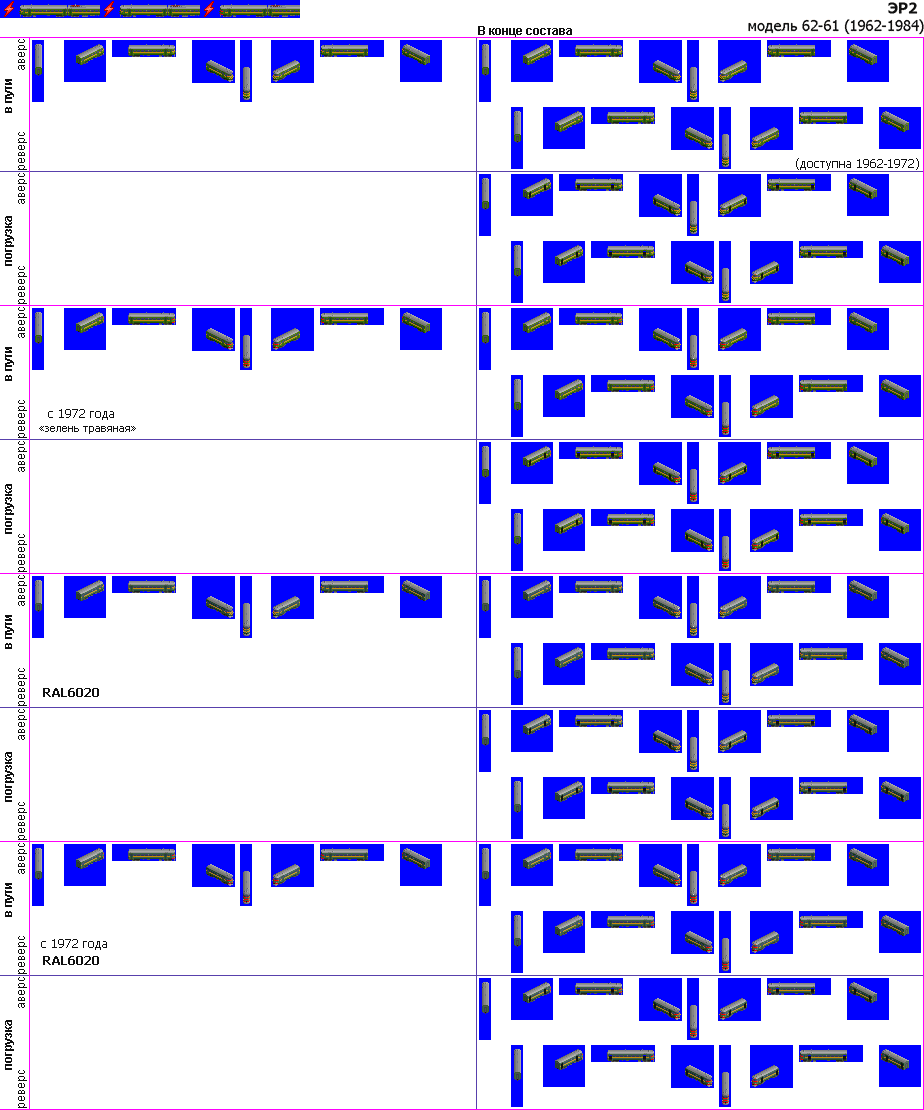 ЭР2
модель 62-61 (1962-1984)
В конце состава
в пути
аверс
реверс
(доступна 1962-1972)
погрузка
аверс
реверс
в пути
аверс
реверс
с 1972 года
«зелень травяная»
погрузка
аверс
реверс
в пути
аверс
реверс
RAL6020
погрузка
аверс
реверс
в пути
аверс
реверс
с 1972 года
RAL6020
погрузка
аверс
реверс